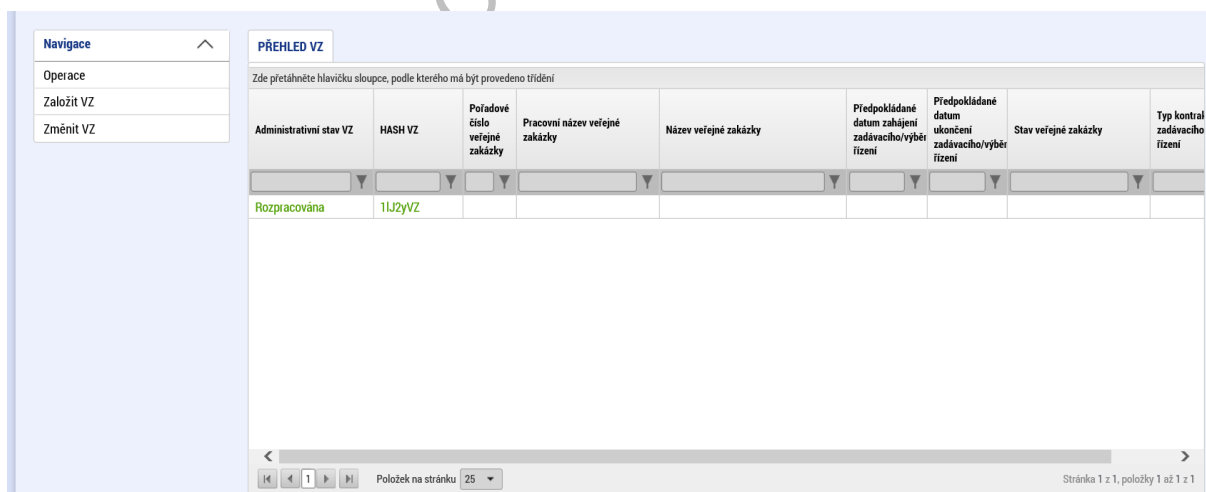 Navigace
PŘEHLED VZ
Operace
Založit VZ
Změnit VZ
Zde přetáhněte hlavičku sloupce, podle kterého má být provedeno třídění
Administrativní stav VZ
HASH VZ
Pořadové
číslo
veřejné
zakázky
Pracovní název veřejné
zakázky
Název veřejné zakázky
Předpokládané
datum zahájení
zadávacího/výběr
řízení
Předpokládané
datum
ukončení
zadávacího/výběr
řízení
Stav veřejné zakázky
Typ kontrak
zadávacího
řízení
Rozpracována
1IJ2yVZ
1
Položek na stránku 25
Stránka 1 z 1, položky 1 až 1 z 1